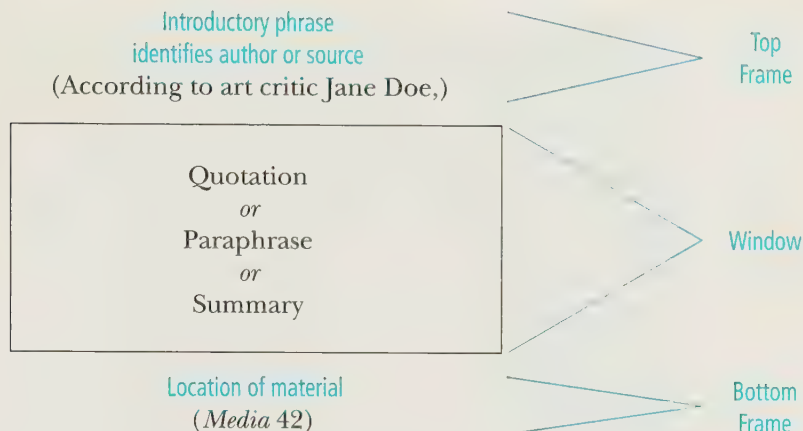 Introductory phrase
identifies author or source
(According to art critic Jane Doe,)
Top
Frame
Quotation
or
Paraphrase
or
Summary
Window
Location of material
(Media 42)
Bottom
Frame